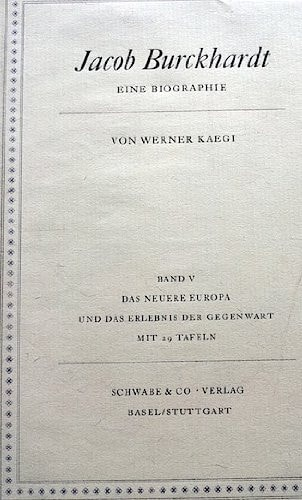 Jacob Burckhardt
EINE BIOGRAPHIE
VON WERNER KAEGI
BAND V
DAS NEUERE EUROPA
UND DAS ERLEBNIS DER GEGENWART
MIT 29 TAFELN
SCHWABE & CO · VERLAG
BASEL/STUTTGART